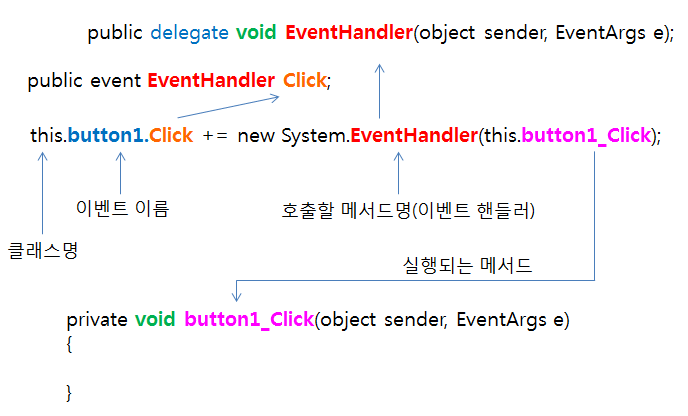 public delegate void EventHandler(object sender, EventArgs e);
public event EventHandler Click;
this.button1.Click += new System.EventHandler(this.button1_Click);
이벤트 이름
호출할 메서드명(이벤트 핸들러)
클래스명
실행되는 메서드
private void button1_Click(object sender, EventArgs e)
{
}